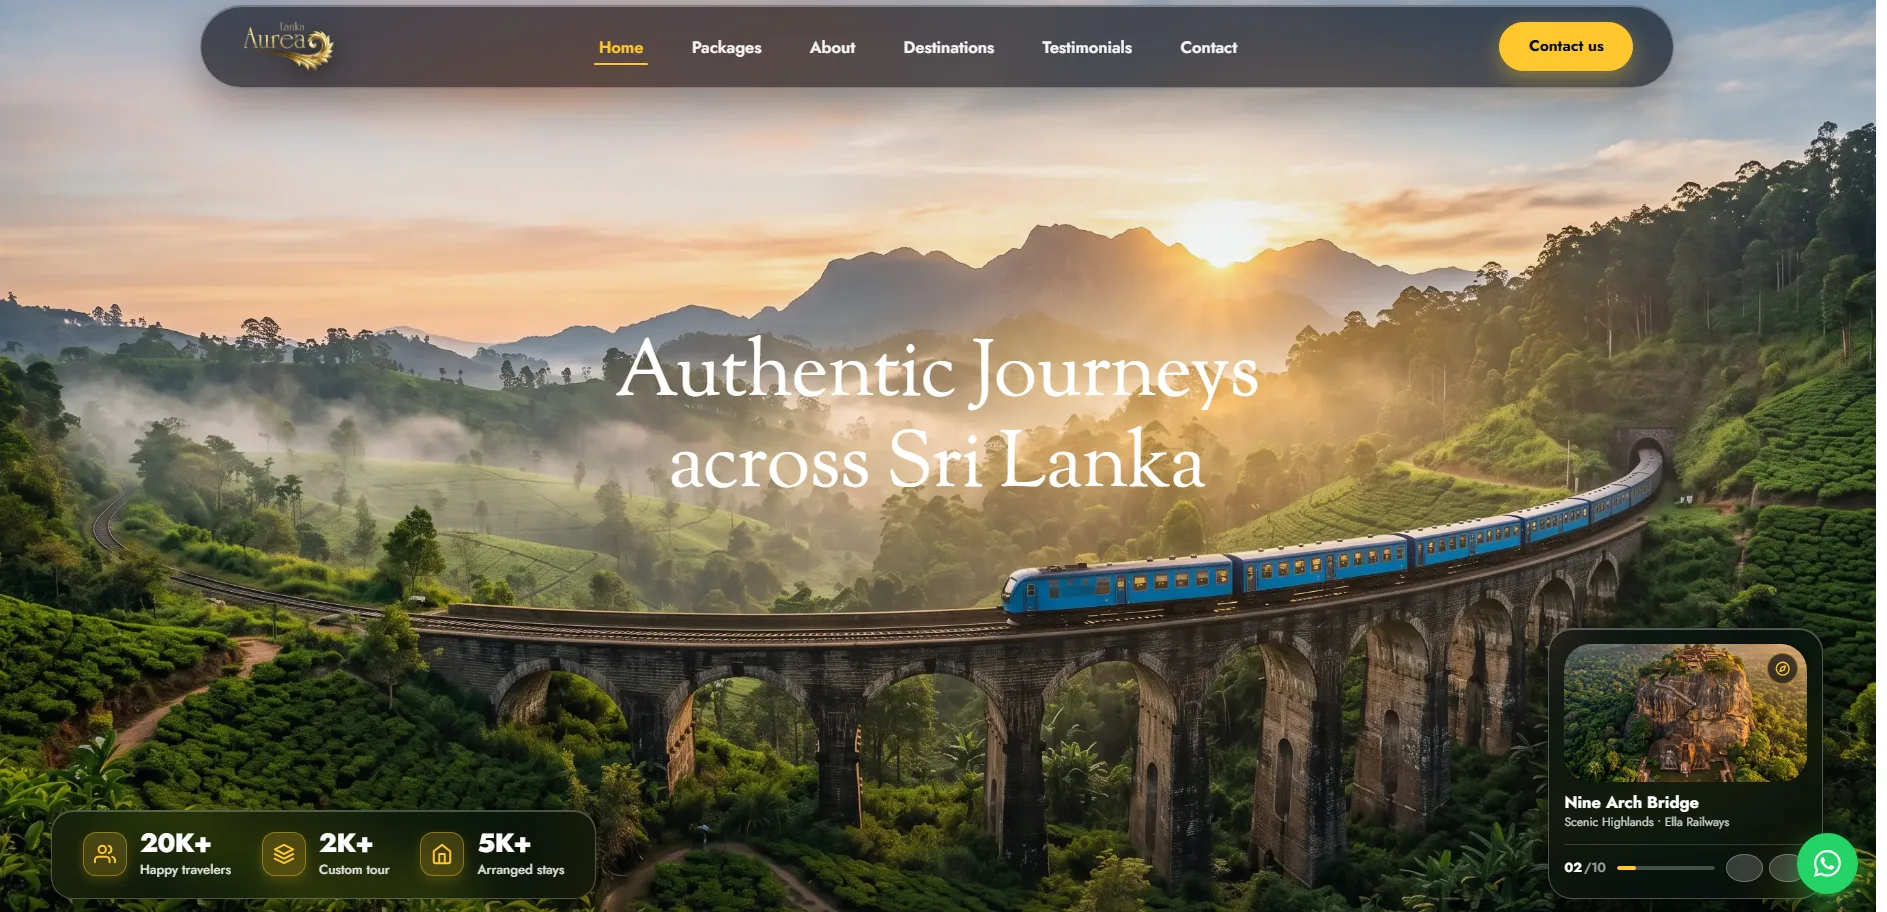 Lanka
Aurea
Home
Packages
About
Destinations
Testimonials
Contact
Contact us
Authentic Journeys
across Sri Lanka
20K+
Happy travelers
2K+
Custom tour
5K+
Arranged stays
Nine Arch Bridge
Scenic Highlands · Ella Railways
02/10